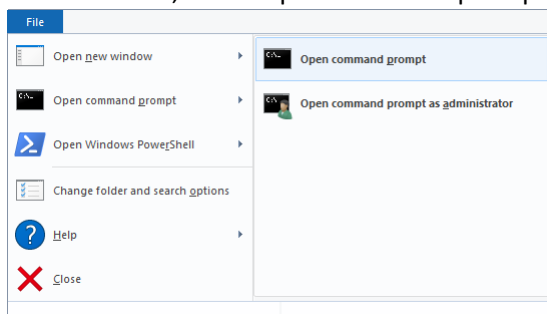 File
Open new window
Open command prompt
Open Windows PowerShell
Change folder and search options
Help
Close
Open command prompt
Open command prompt as administrator